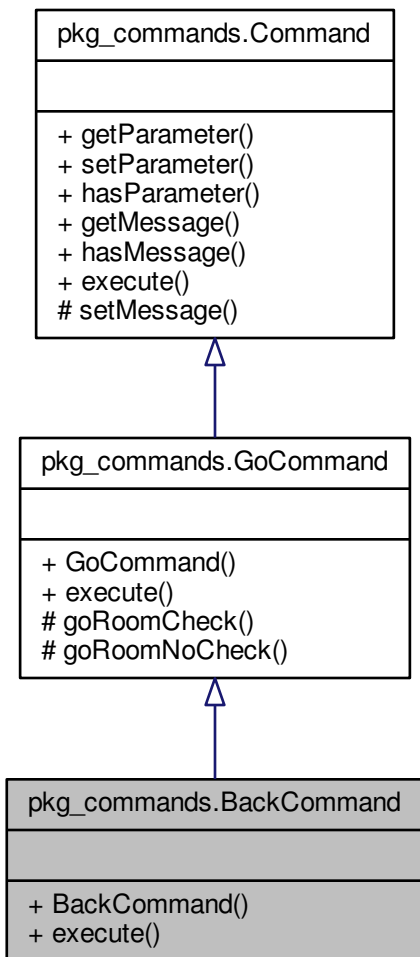 pkg_commands.Command
+ getParameter()
+ setParameter()
+ hasParameter()
+ getMessage()
+ hasMessage()
+ execute()
# setMessage()
pkg_commands.GoCommand
+ GoCommand()
+ execute()
# goRoomCheck()
# goRoomNoCheck()
pkg_commands.BackCommand
+ BackCommand()
+ execute()